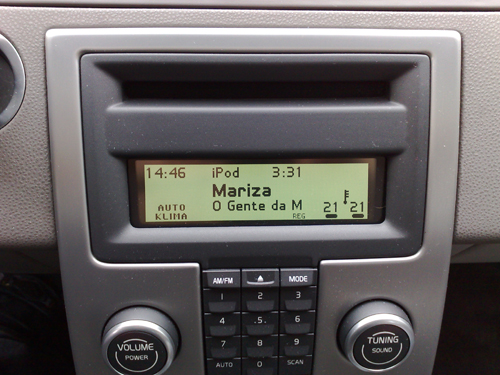 14:46 iPod 3:31
Mariza
AUTO O Gente da M 21 21
KLIMA REG
AM/FM MODE
1 2 3
4 .5. 6
7 8 9
AUTO 0 SCAN
VOLUME
POWER
TUNING
SOUND